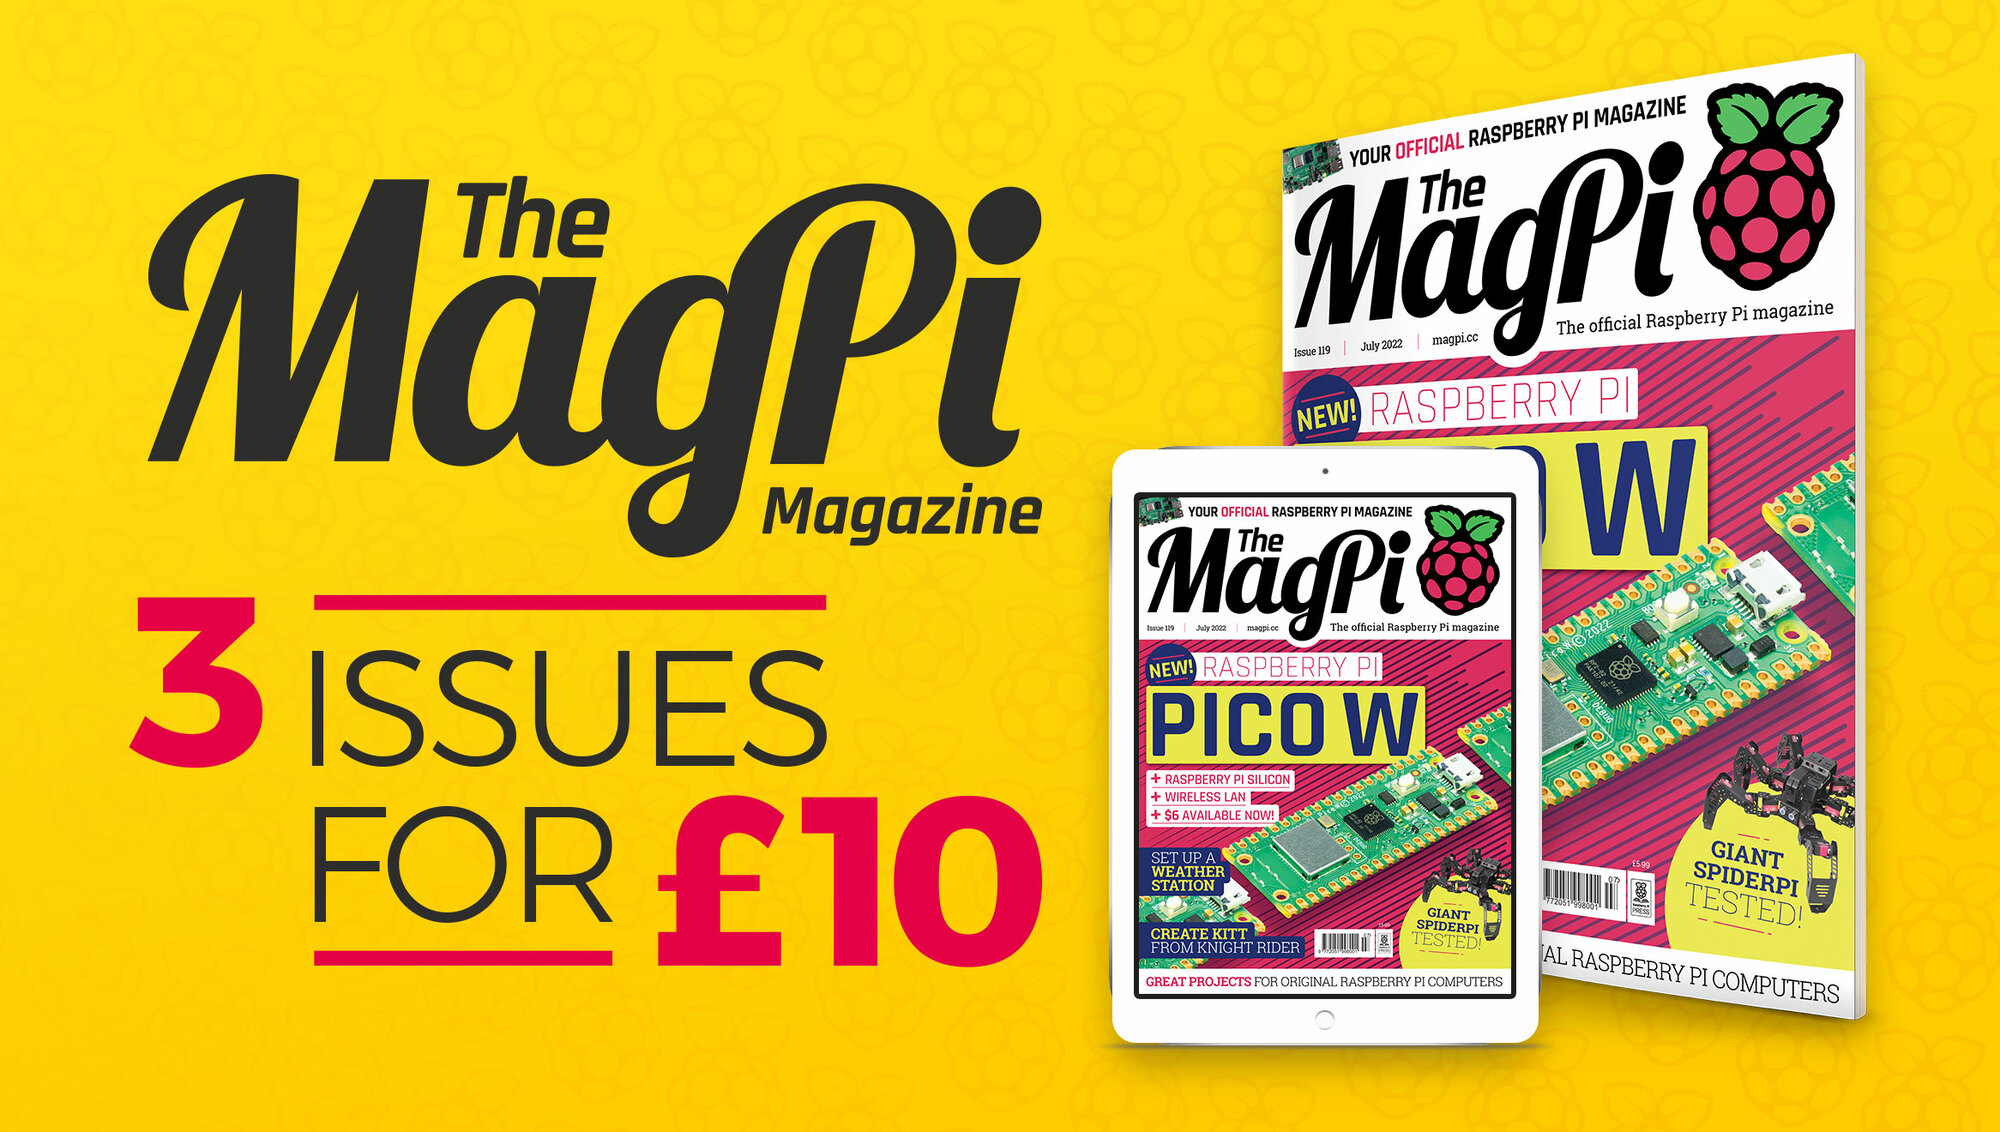 The
MagPi
Magazine
3 ISSUES
FOR £10
YOUR OFFICIAL RASPBERRY PI MAGAZINE
The
MagPi
Issue 119 | July 2022 | magpi.cc
The official Raspberry Pi magazine
NEW! RASPBERRY PI
O W
£5.99
GIANT
SPIDERPI
TESTED!
AL RASPBERRY PI COMPUTERS
YOUR OFFICIAL RASPBERRY PI MAGAZINE
The
MagPi
Issue 119 | July 2022 | magpi.cc
The official Raspberry Pi magazine
NEW! RASPBERRY PI
PICO W
+ RASPBERRY PI SILICON
+ WIRELESS LAN
+ $6 AVAILABLE NOW!
SET UP A
WEATHER
STATION
CREATE KITT
FROM KNIGHT RIDER
GIANT
SPIDERPI
TESTED!
GREAT PROJECTS FOR ORIGINAL RASPBERRY PI COMPUTERS